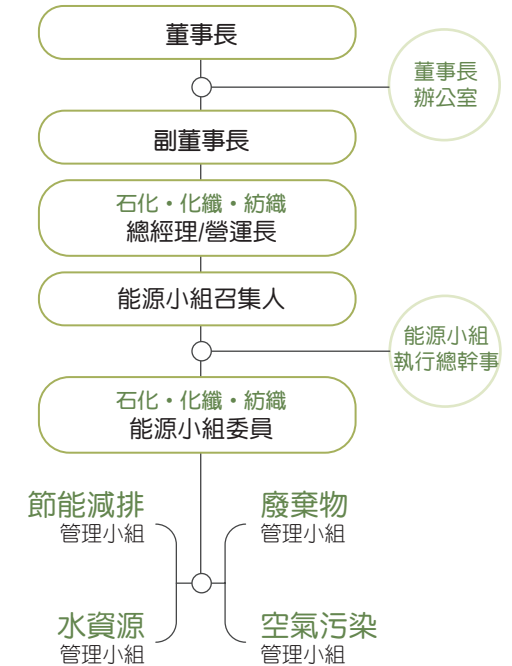 董事長
董事長
辦公室
副董事長
石化・化纖・紡織
總經理/營運長
能源小組召集人
能源小組
執行總幹事
石化・化纖・紡織
能源小組委員
節能減排
管理小組
廢棄物
管理小組
水資源
管理小組
空氣污染
管理小組